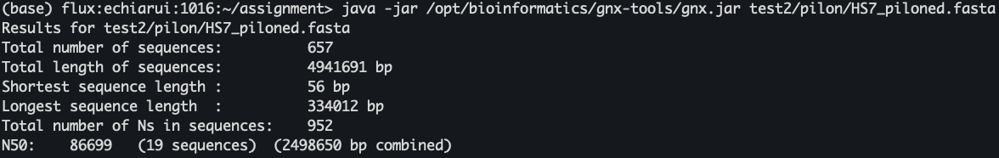 (base) flux:echiarui:1016:~/assignment> java -jar /opt/bioinformatics/gnx-tools/gnx.jar test2/pilon/HS7_piloned.fasta
Results for test2/pilon/HS7_piloned.fasta
Total number of sequences: 657
Total length of sequences: 4941691 bp
Shortest sequence length : 56 bp
Longest sequence length : 334012 bp
Total number of Ns in sequences: 952
N50: 86699 (19 sequences) (2498650 bp combined)